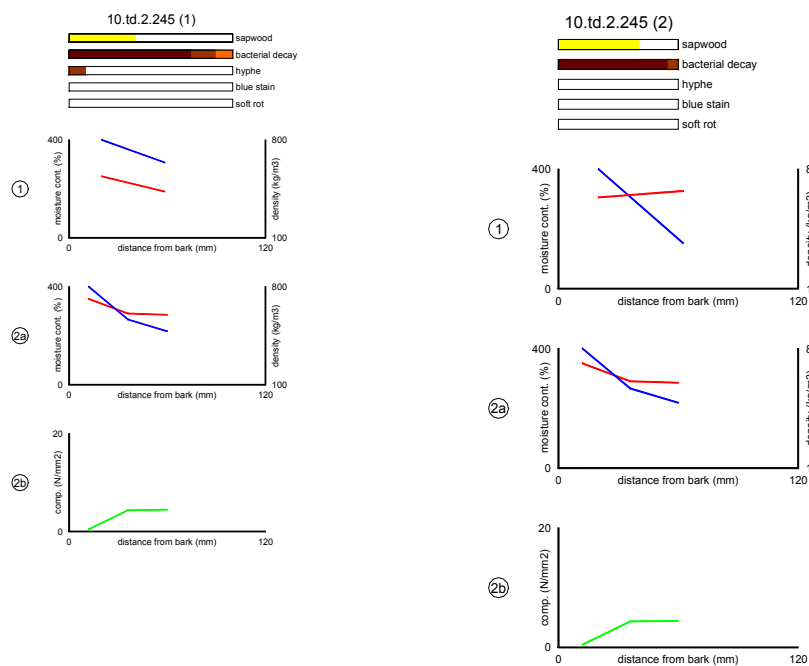 10.td.2.245 (1)
sapwood
bacterial decay
hyphe
blue stain
soft rot
1
400
moisture cont. (%)
0
800
density (kg/m3)
100
distance from bark (mm)
120
2a
400
moisture cont. (%)
0
800
density (kg/m3)
100
0
distance from bark (mm)
120
2b
20
comp. (N/mm2)
0
0
distance from bark (mm)
120
10.td.2.245 (2)
sapwood
bacterial decay
hyphe
blue stain
soft rot
1
400
moisture cont. (%)
0
0
distance from bark (mm)
120
2a
400
moisture cont. (%)
0
0
distance from bark (mm)
120
2b
20
comp. (N/mm2)
0
0
distance from bark (mm)
120